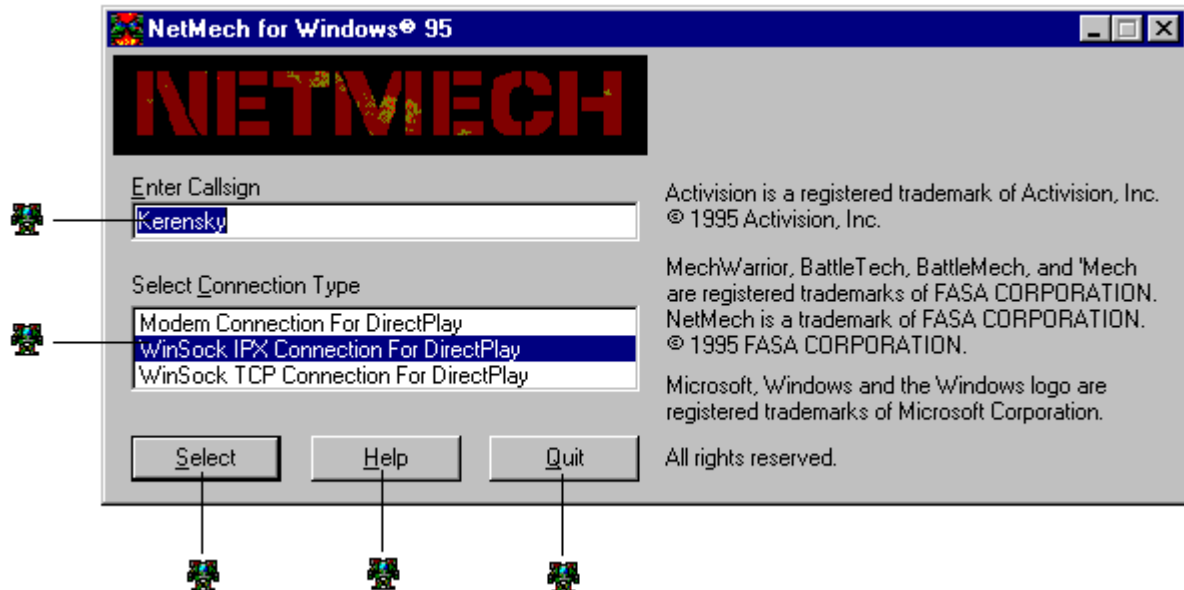 NetMech for Windows® 95
NETMECH
Enter Callsign
Kerensky
Select Connection Type
Modem Connection For DirectPlay
WinSock IPX Connection For DirectPlay
WinSock TCP Connection For DirectPlay
Select
Help
Quit
Activision is a registered trademark of Activision, Inc.
© 1995 Activision, Inc.
MechWarrior, BattleTech, BattleMech, and 'Mech
are registered trademarks of FASA CORPORATION.
NetMech is a trademark of FASA CORPORATION.
© 1995 FASA CORPORATION.
Microsoft, Windows and the Windows logo are
registered trademarks of Microsoft Corporation.
All rights reserved.